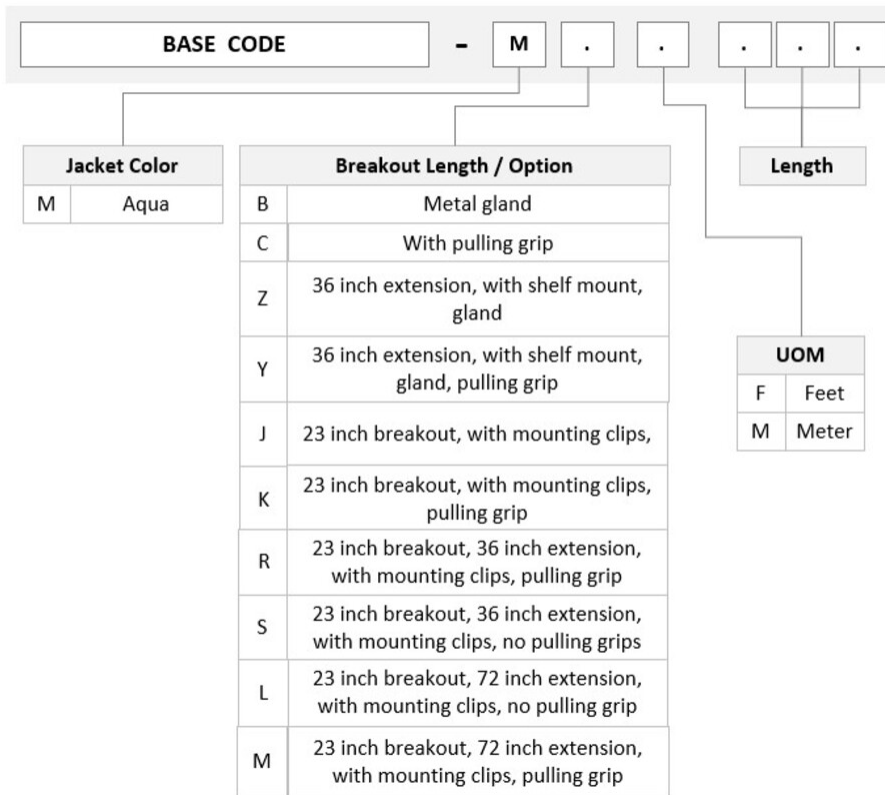 BASE CODE - M . . . . .
Jacket Color
M Aqua
Breakout Length / Option
B Metal gland
C With pulling grip
Z 36 inch extension, with shelf mount,
gland
Y 36 inch extension, with shelf mount,
gland, pulling grip
J 23 inch breakout, with mounting clips,
K 23 inch breakout, with mounting clips,
pulling grip
R 23 inch breakout, 36 inch extension,
with mounting clips, pulling grip
S 23 inch breakout, 36 inch extension,
with mounting clips, no pulling grips
L 23 inch breakout, 72 inch extension,
with mounting clips, no pulling grip
M 23 inch breakout, 72 inch extension,
with mounting clips, pulling grip
Length
UOM
F Feet
M Meter